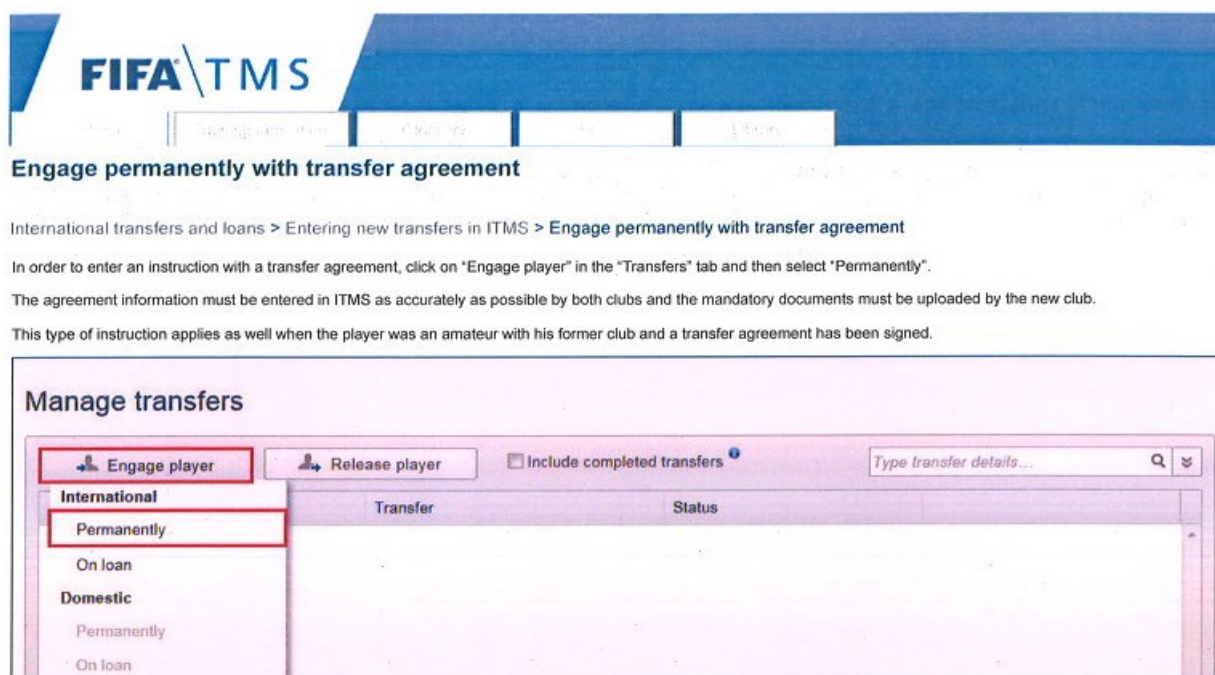 FIFA\TMS
Engage permanently with transfer agreement
International transfers and loans > Entering new transfers in ITMS > Engage permanently with transfer agreement
In order to enter an instruction with a transfer agreement, click on "Engage player" in the "Transfers" tab and then select "Permanently".
The agreement information must be entered in ITMS as accurately as possible by both clubs and the mandatory documents must be uploaded by the new club.
This type of instruction applies as well when the player was an amateur with his former club and a transfer agreement has been signed.
Manage transfers
Engage player Release player Include completed transfers Type transfer details...
International Transfer Status
Permanently
On loan
Domestic
Permanently
On loan